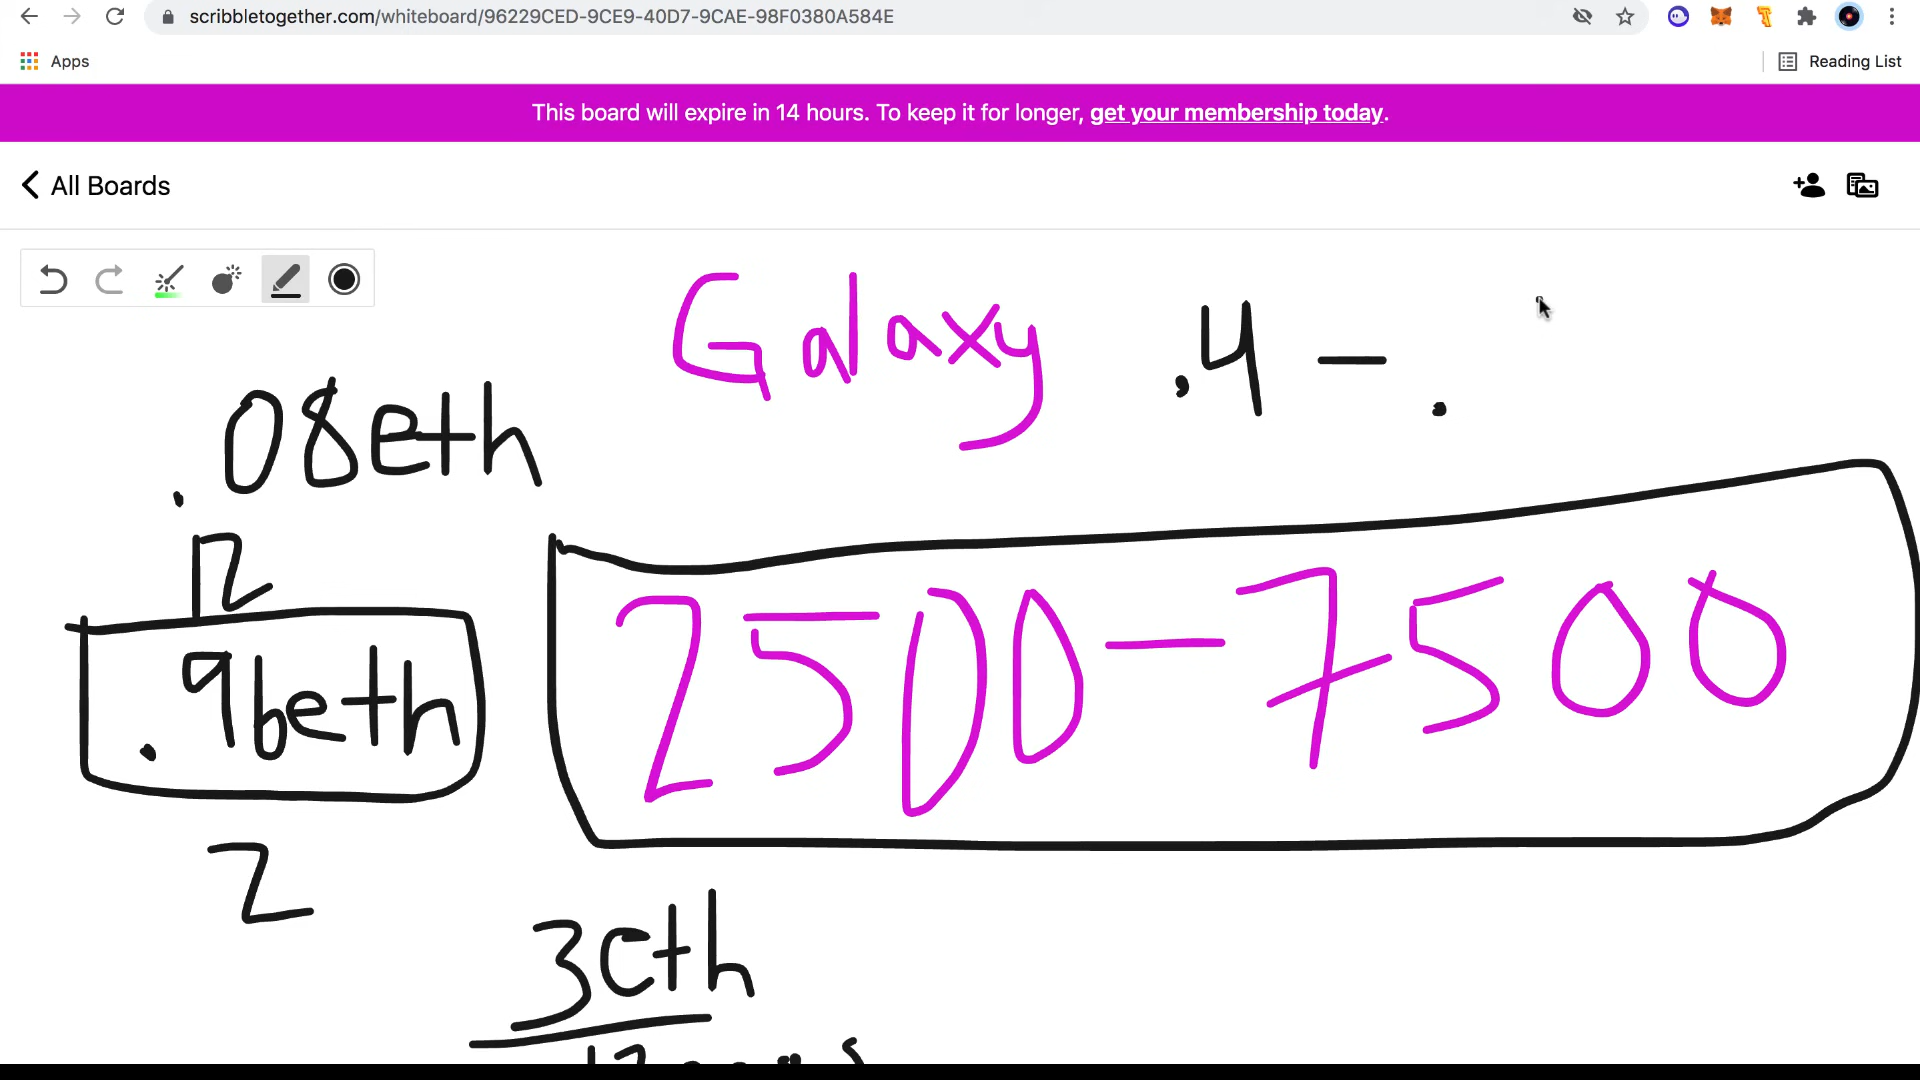 scribbletogether.com/whiteboard/96229CED-9CE9-40D7-9CAE-98F0380A584E
Apps
Reading List
This board will expire in 14 hours. To keep it for longer, get your membership today.
All Boards
Galaxy .4 - .
.08eth
12
.96eth
2500-7500
2
3eth